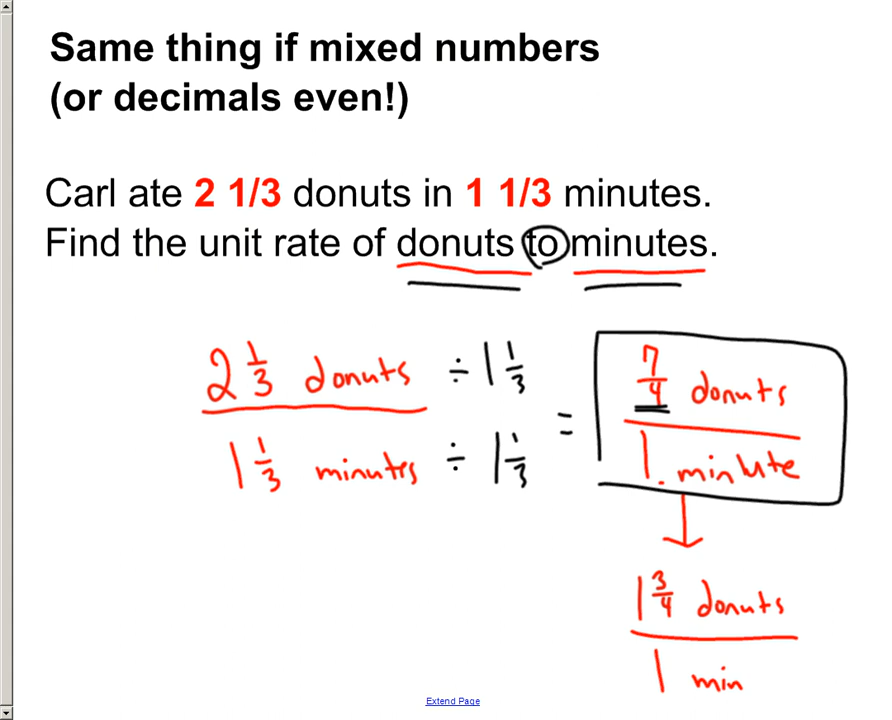 Same thing if mixed numbers
(or decimals even!)
Carl ate 2 1/3 donuts in 1 1/3 minutes.
Find the unit rate of donuts to minutes.
2 1/3 donuts ÷ 1 1/3
1 1/3 minutes ÷ 1 1/3
=
7/4 donuts
1. minute
1 3/4 donuts
1 min
Extend Page